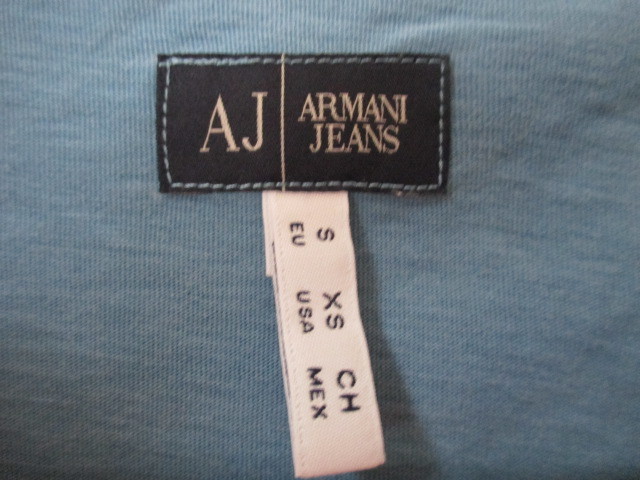 AJ
ARMANI
JEANS
S XS CH
EU USA MEX